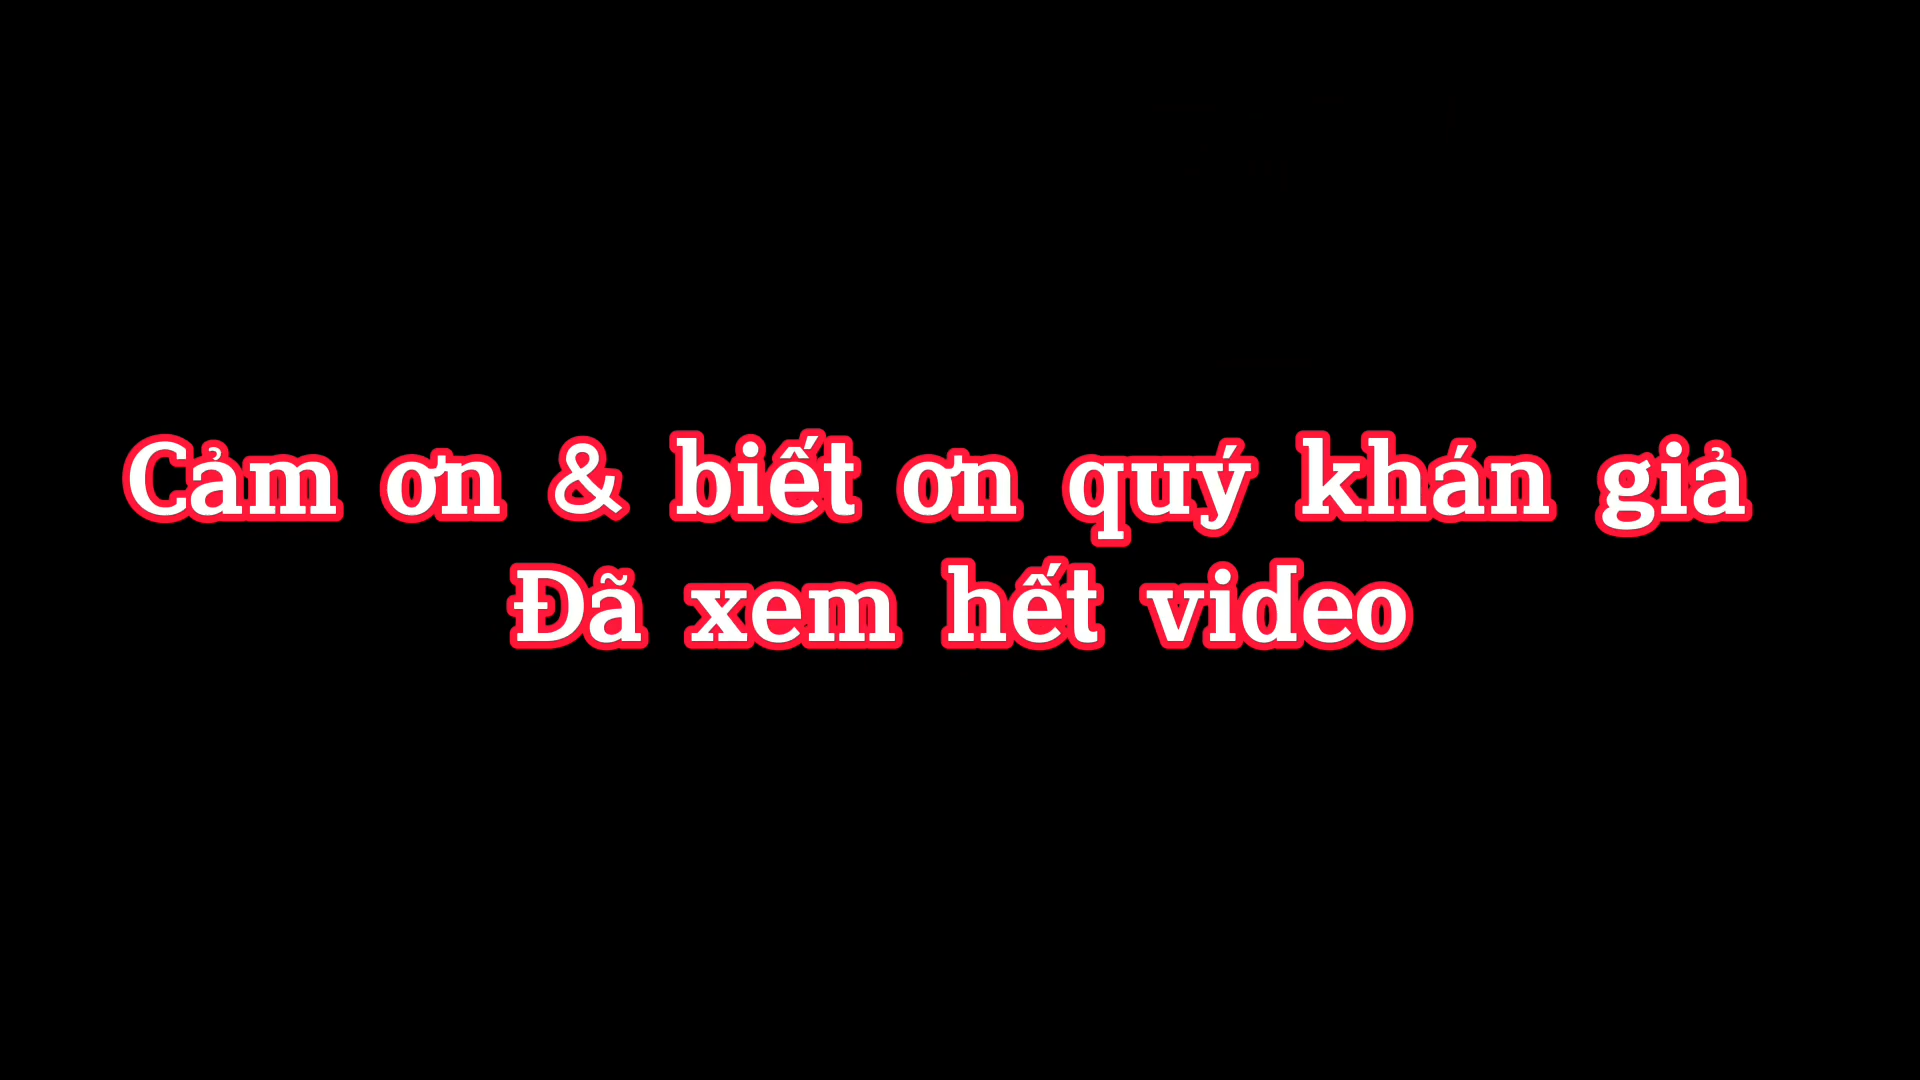 Cảm ơn & biết ơn quý khán giả
Đã xem hết video